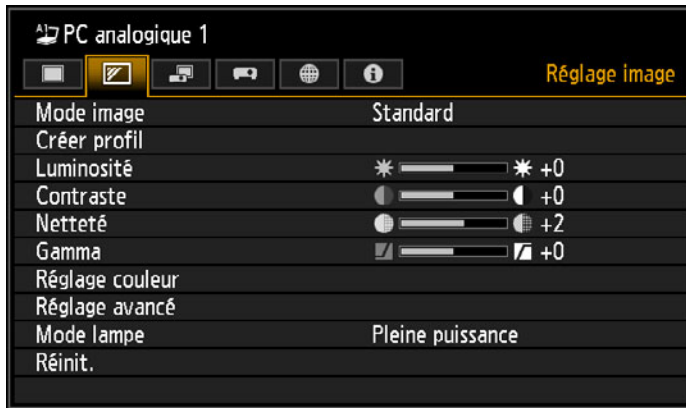 A1 PC analogique 1
Réglage image
Mode image Standard
Créer profil
Luminosité +0
Contraste +0
Netteté +2
Gamma +0
Réglage couleur
Réglage avancé
Mode lampe Pleine puissance
Réinit.